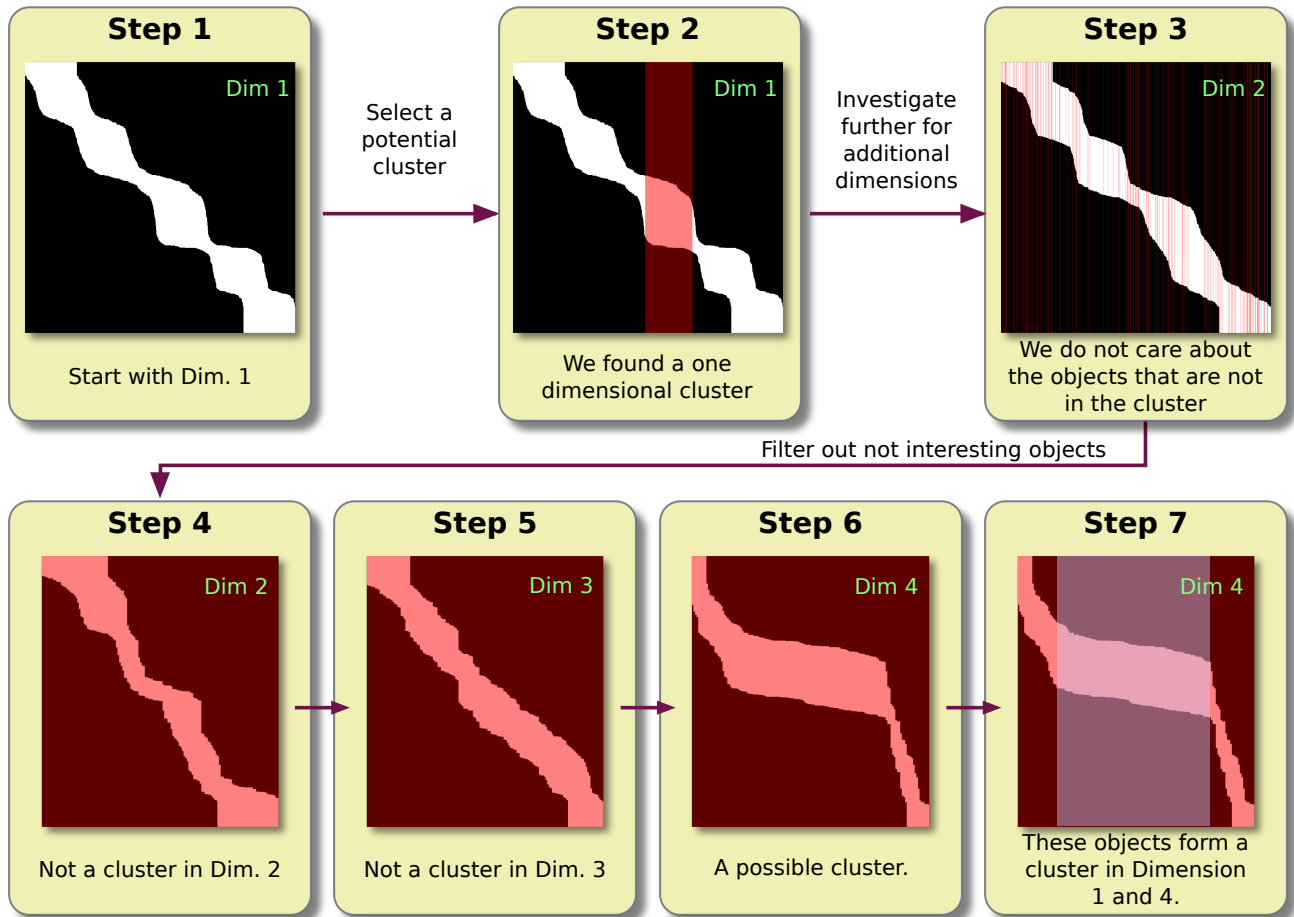 Step 1
Dim 1
Start with Dim. 1
Select a
potential
cluster
Step 2
Dim 1
We found a one
dimensional cluster
Investigate
further for
additional
dimensions
Step 3
Dim 2
We do not care about
the objects that are not
in the cluster
Filter out not interesting objects
Step 4
Dim 2
Not a cluster in Dim. 2
Step 5
Dim 3
Not a cluster in Dim. 3
Step 6
Dim 4
A possible cluster.
Step 7
Dim 4
These objects form a
cluster in Dimension
1 and 4.